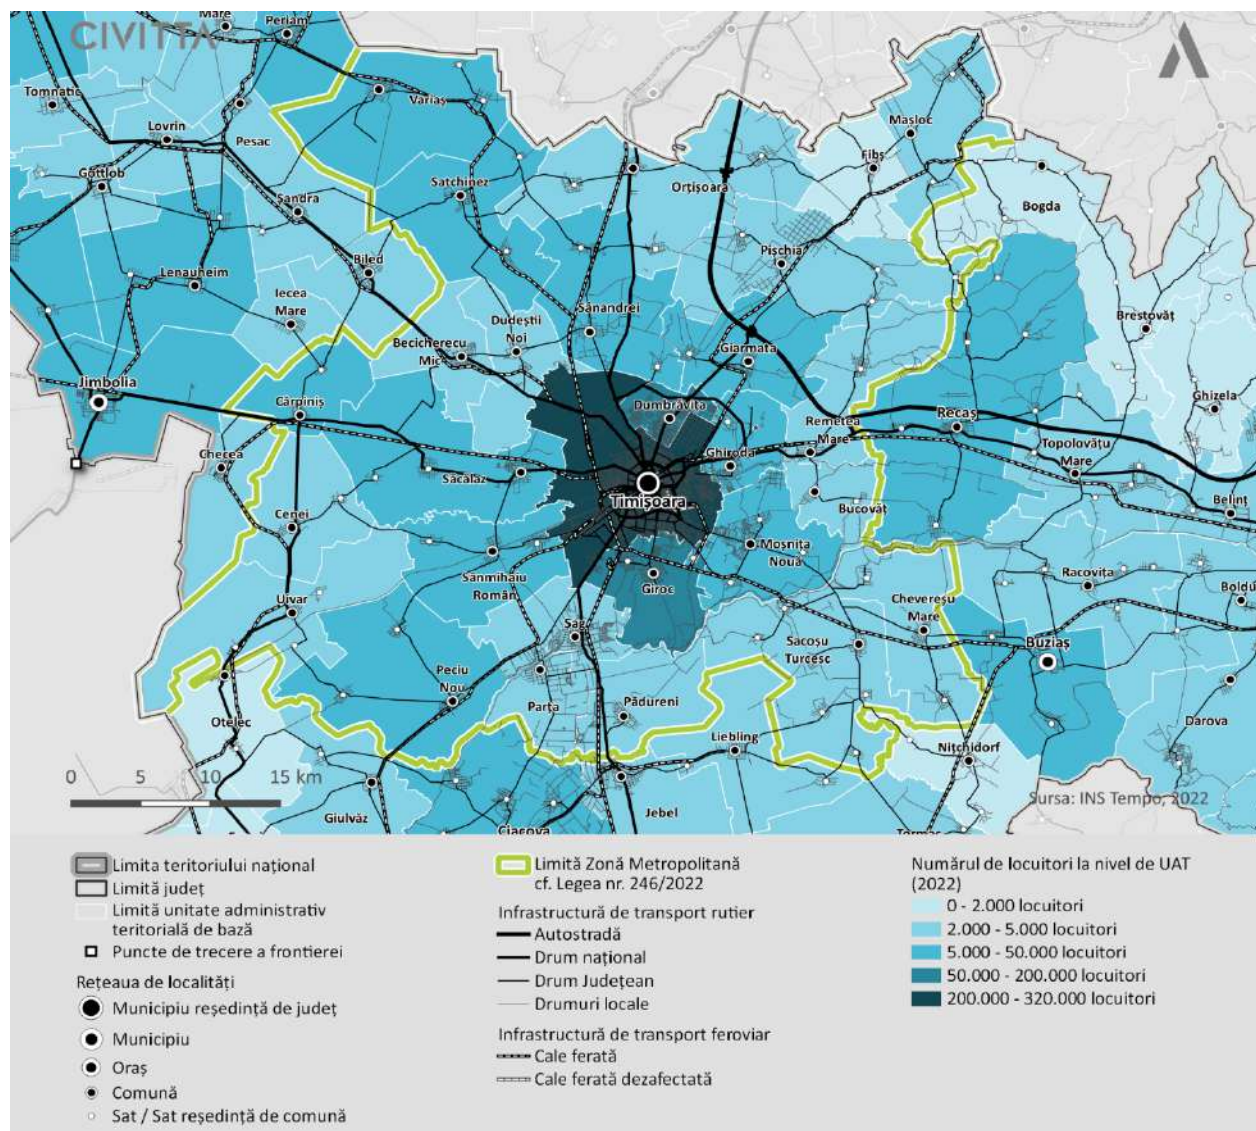 CIVITTA
Mare
Periam
Tomnatic
Variaș
Lovrin
Pesac
Masloc
Fibș
Gottlob
Satchinez
Orțișoara
Sandra
Bogda
Pișchia
Biled
Lenauheim
Iecea
Mare
Sânandrei
Brestovăț
Dudeștii
Noi
Becicherecu
Mic
Giarmata
Jimbolia
Cărpiniș
Dumbrăvița
Ghizela
Remetea
Mare
Recaș
Checea
Ghiroda
Topolovățu
Mare
Săcălaz
Timișoara
Belinț
Cenei
Bucovăț
Moșnița
Nouă
Sânmihaiu
Român
Giroc
Racovița
Boldu
Uivar
Chevereșu
Mare
Șag
Sacoșu
Turcesc
Buziaș
Peciu
Nou
Parța
Pădureni
Otelec
Darova
Liebling
Nițchidorf
0 5 10 15 km
Sursa: INS Tempo, 2022
Giulvăz
Ciacova
Jebel
Tormac
Limita teritoriului național
Limită județ
Limită unitate administrativ
teritorială de bază
Puncte de trecere a frontierei
Rețeaua de localități
Municipiu reședință de județ
Municipiu
Oraș
Comună
Sat / Sat reședință de comună
Limită Zonă Metropolitană
cf. Legea nr. 246/2022
Infrastructură de transport rutier
Autostradă
Drum național
Drum Județean
Drumuri locale
Infrastructură de transport feroviar
Cale ferată
Cale ferată dezafectată
Numărul de locuitori la nivel de UAT
(2022)
0 - 2.000 locuitori
2.000 - 5.000 locuitori
5.000 - 50.000 locuitori
50.000 - 200.000 locuitori
200.000 - 320.000 locuitori